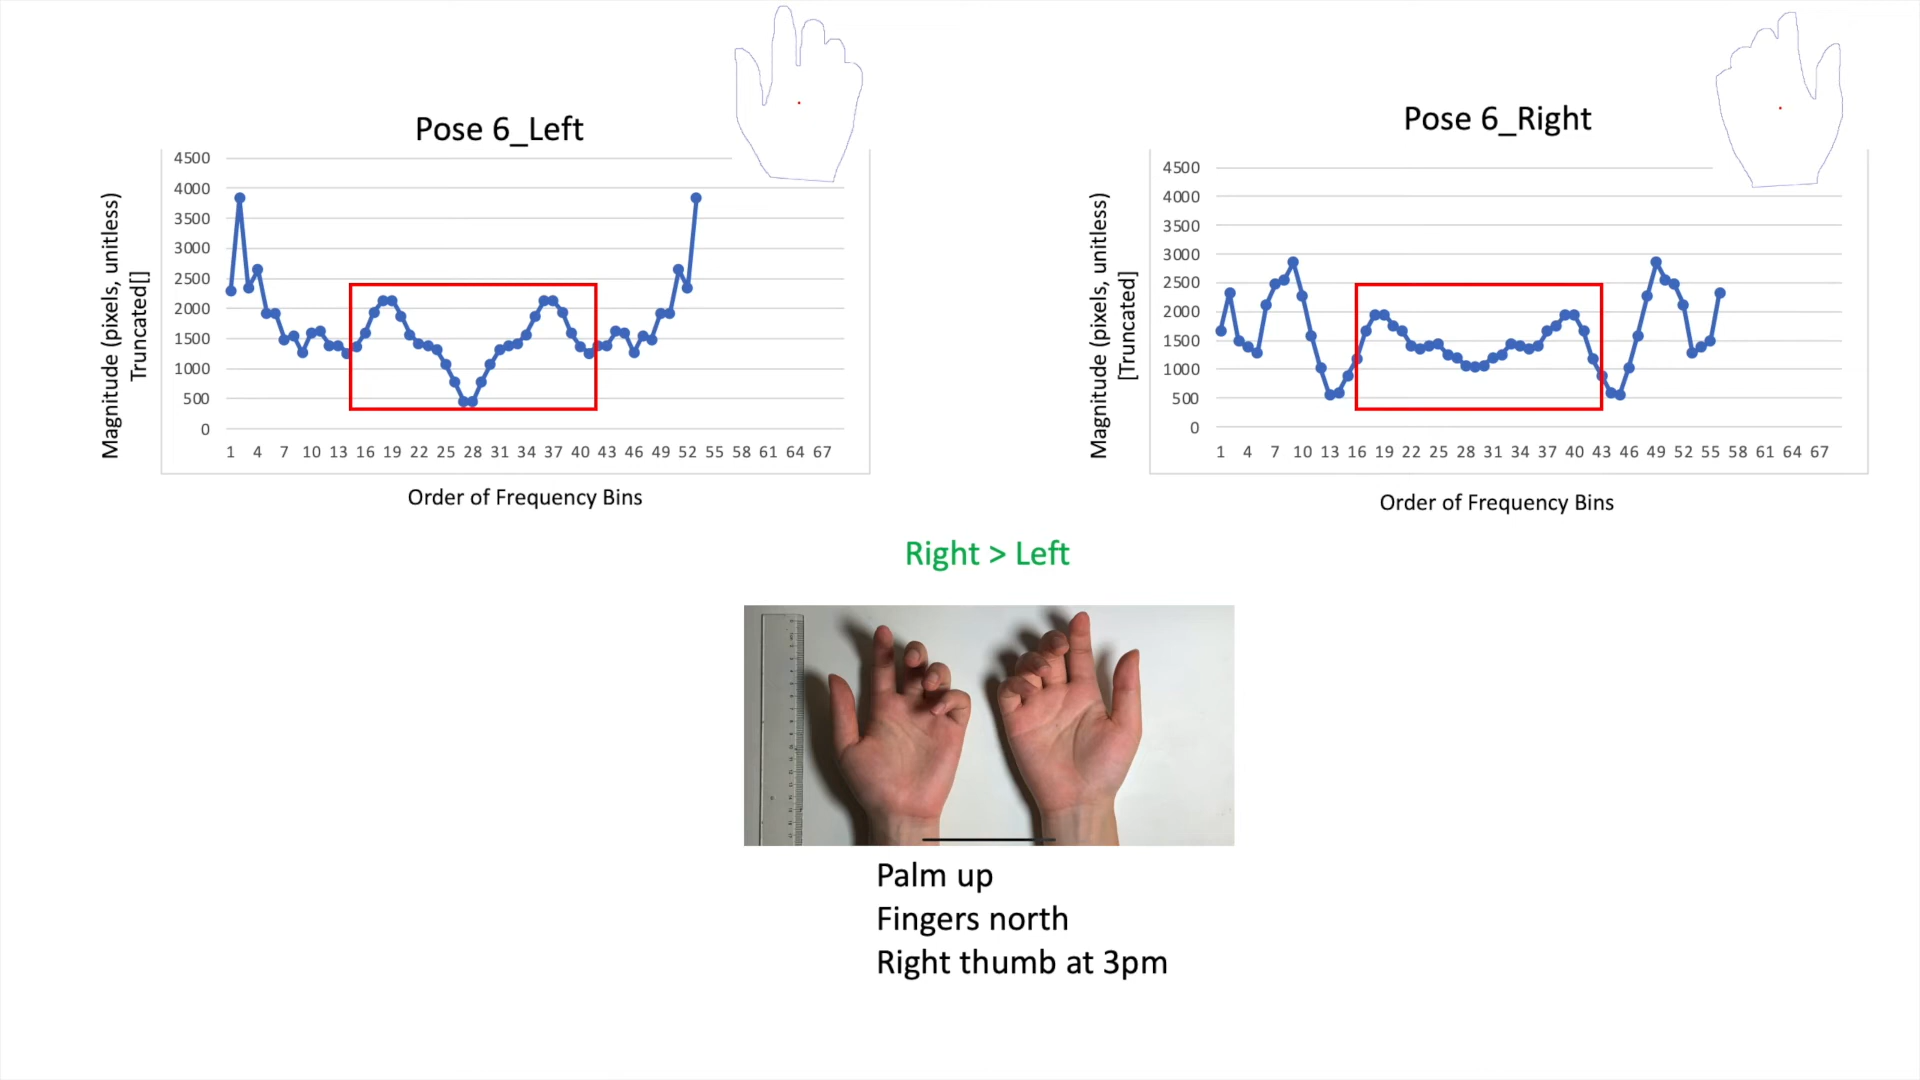 Pose 6_Left
4500
4000
3500
3000
2500
2000
1500
1000
500
0
Magnitude (pixels, unitless)
Truncated[]
1 4 7 10 13 16 19 22 25 28 31 34 37 40 43 46 49 52 55 58 61 64 67
Order of Frequency Bins
Pose 6_Right
4500
4000
3500
3000
2500
2000
1500
1000
500
0
Magnitude (pixels, unitless)
[Truncated]
1 4 7 10 13 16 19 22 25 28 31 34 37 40 43 46 49 52 55 58 61 64 67
Order of Frequency Bins
Right > Left
Palm up
Fingers north
Right thumb at 3pm